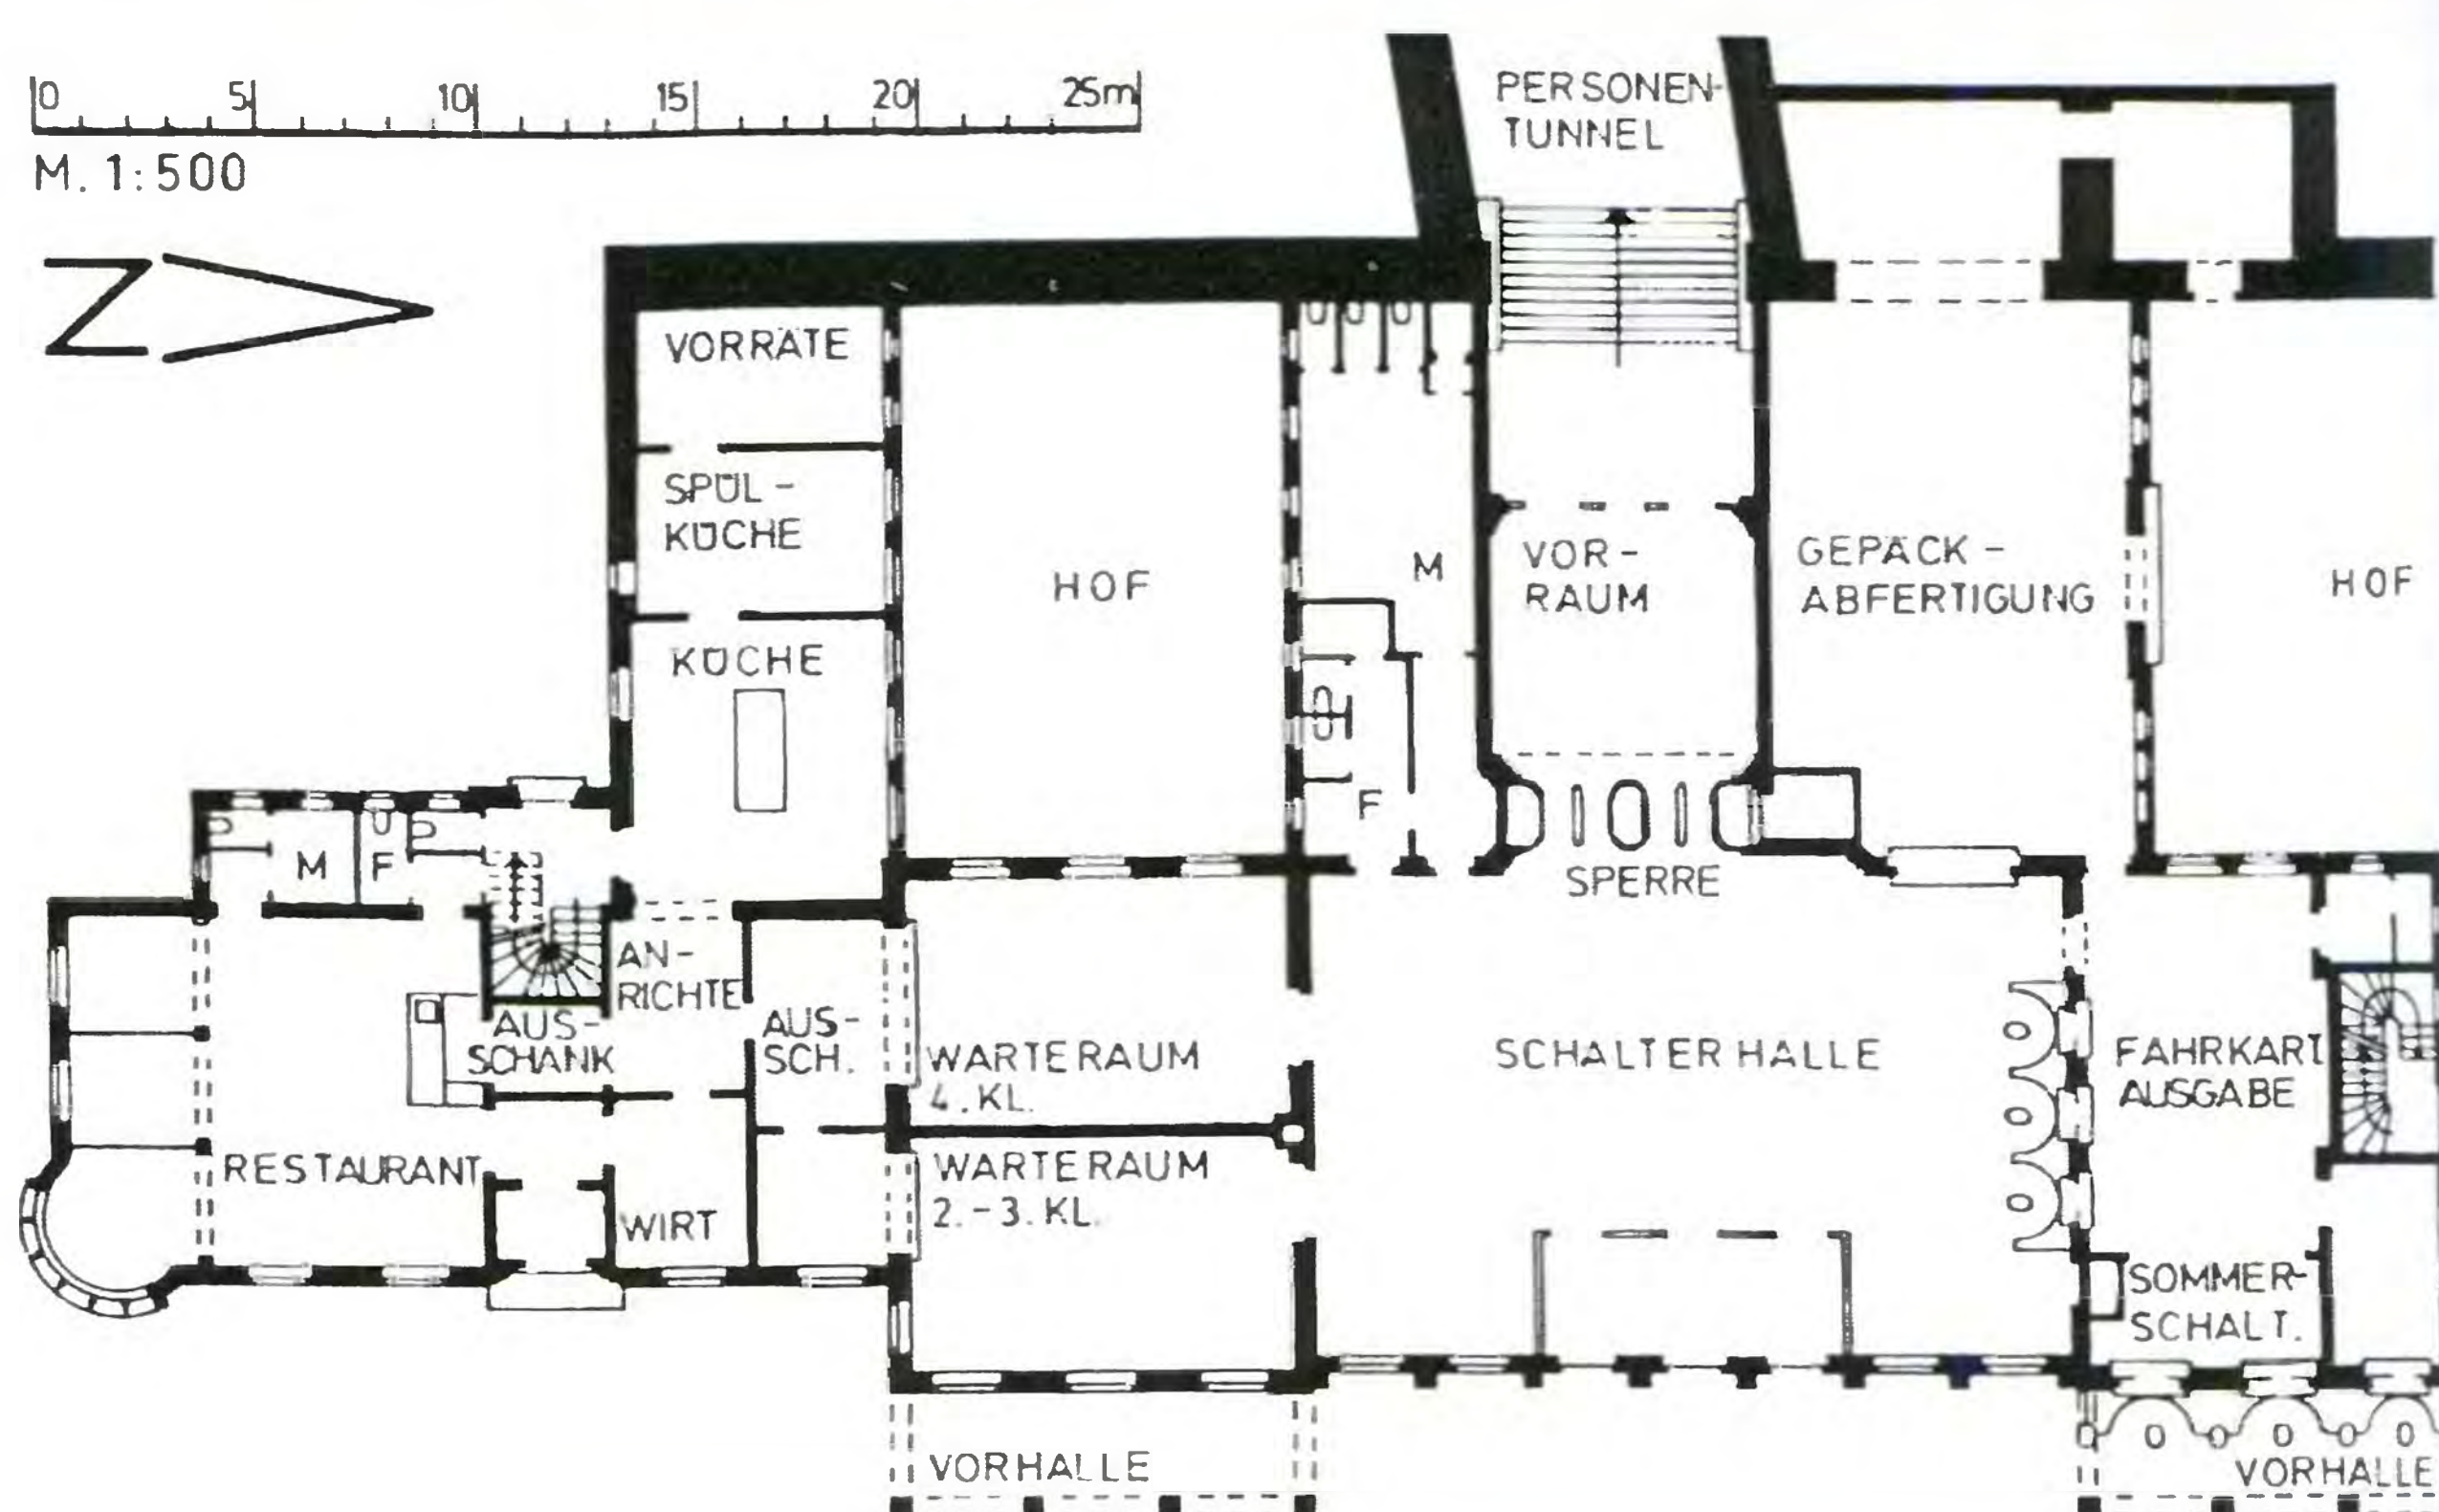 0 5 10 15 20 25m
M. 1:500
N
PERSONEN-
TUNNEL
VORRÄTE
SPÜL-
KÜCHE
KÜCHE
HOF
M
F
VOR-
RAUM
GEPÄCK-
ABFERTIGUNG
HOF
SPERRE
M F
AN-
RICHTE
AUS-
SCHANK
AUS-
SCH.
RESTAURANT
WIRT
WARTERAUM
4. KL.
WARTERAUM
2.-3. KL.
SCHALTERHALLE
FAHRKART
AUSGABE
SOMMER-
SCHALT.
VORHALLE
VORHALLE